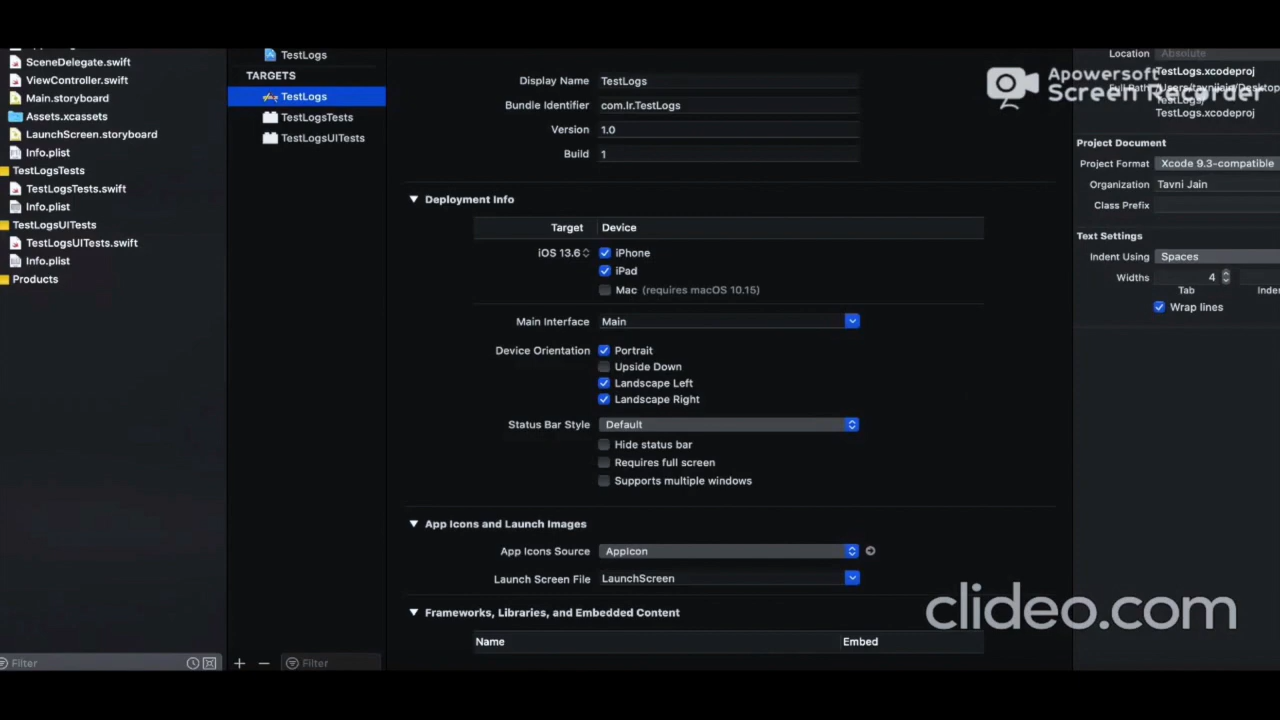 SceneDelegate.swift
ViewController.swift
Main.storyboard
Assets.xcassets
LaunchScreen.storyboard
Info.plist
TestLogsTests
TestLogsTests.swift
Info.plist
TestLogsUITests
TestLogsUITests.swift
Info.plist
Products
Filter
TestLogs
TARGETS
TestLogs
TestLogsTests
TestLogsUITests
Filter
Display Name TestLogs
Bundle Identifier com.lr.TestLogs
Version 1.0
Build 1
Deployment Info
Target Device
iOS 13.6 iPhone
iPad
Mac (requires macOS 10.15)
Main Interface Main
Device Orientation Portrait
Upside Down
Landscape Left
Landscape Right
Status Bar Style Default
Hide status bar
Requires full screen
Supports multiple windows
App Icons and Launch Images
App Icons Source AppIcon
Launch Screen File LaunchScreen
Frameworks, Libraries, and Embedded Content
Name Embed
Location Absolute
TestLogs.xcodeproj
Full Path /Users/tavnijain/Desktop
TestLogs/
TestLogs.xcodeproj
Project Document
Project Format Xcode 9.3-compatible
Organization Tavni Jain
Class Prefix
Text Settings
Indent Using Spaces
Widths 4
Tab Inden
Wrap lines
Apowersoft
Screen Recorder
clideo.com